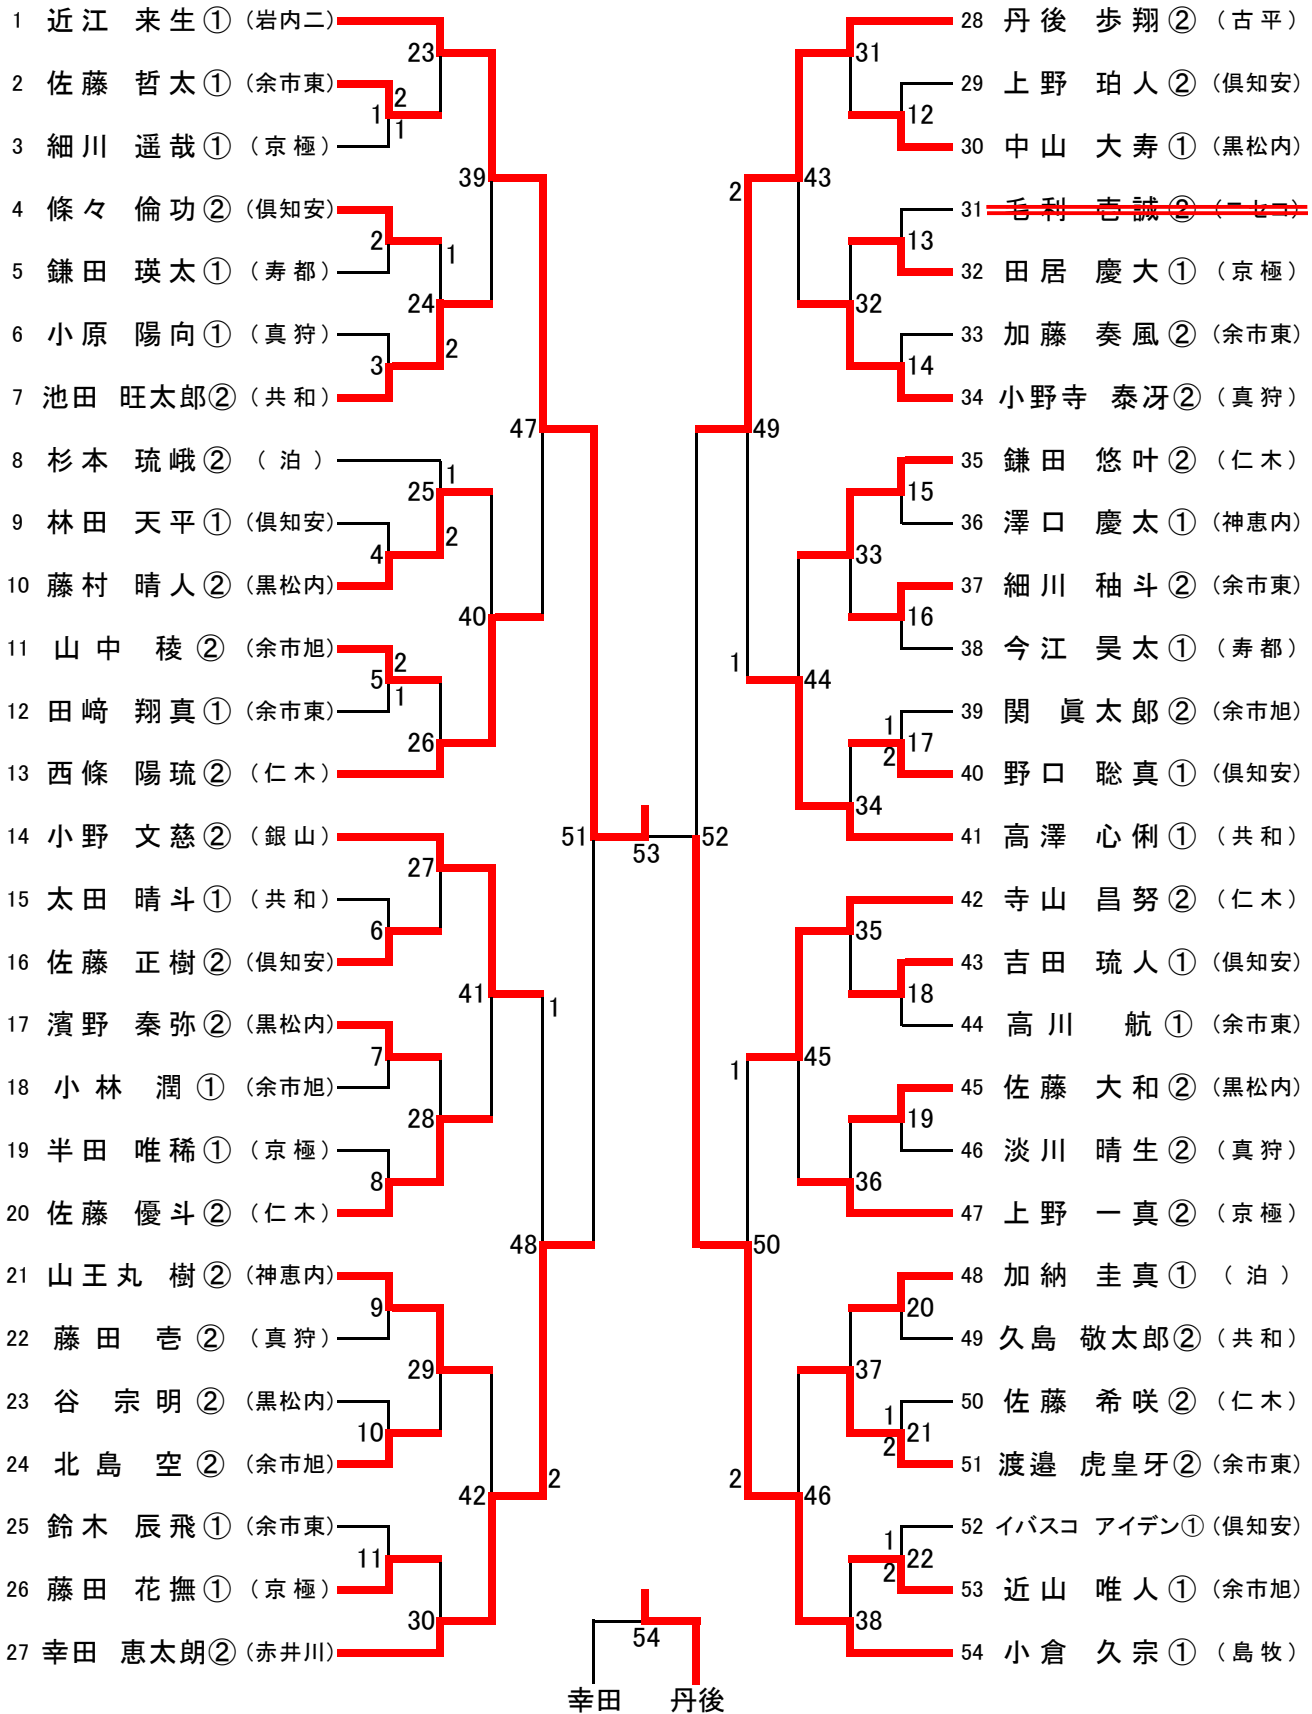 1 近江 来生① (岩内二)
2 佐藤 哲太① (余市東)
3 細川 遥哉① (京極)
4 條々 倫功② (倶知安)
5 鎌田 瑛太① (寿都)
6 小原 陽向① (真狩)
7 池田 旺太郎② (共和)
8 杉本 琉峨② (泊)
9 林田 天平① (倶知安)
10 藤村 晴人② (黒松内)
11 山中 稜② (余市旭)
12 田﨑 翔真① (余市東)
13 西條 陽琉② (仁木)
14 小野 文慈② (銀山)
15 太田 晴斗① (共和)
16 佐藤 正樹② (倶知安)
17 濱野 秦弥② (黒松内)
18 小林 潤① (余市旭)
19 半田 唯稀① (京極)
20 佐藤 優斗② (仁木)
21 山王丸 樹② (神恵内)
22 藤田 壱② (真狩)
23 谷 宗明② (黒松内)
24 北島 空② (余市旭)
25 鈴木 辰飛① (余市東)
26 藤田 花撫① (京極)
27 幸田 恵太朗② (赤井川)
23
2
1
1
39
2
1
24
3
2
47
1
25
4
2
40
2
5
1
26
51
53
52
27
6
41
1
7
28
8
48
9
29
10
42
2
11
30
54
幸田 丹後
28 丹後 歩翔② (古平)
29 上野 珀人② (倶知安)
30 中山 大寿① (黒松内)
31 毛利 壱誠② (ニセコ)
32 田居 慶大① (京極)
33 加藤 奏風② (余市東)
34 小野寺 泰冴② (真狩)
35 鎌田 悠叶② (仁木)
36 澤口 慶太① (神恵内)
37 細川 秞斗② (余市東)
38 今江 昊太① (寿都)
39 関 眞太郎② (余市旭)
40 野口 聡真① (倶知安)
41 高澤 心俐① (共和)
42 寺山 昌努② (仁木)
43 吉田 琉人① (倶知安)
44 高川 航① (余市東)
45 佐藤 大和② (黒松内)
46 淡川 晴生② (真狩)
47 上野 一真② (京極)
48 加納 圭真① (泊)
49 久島 敬太郎② (共和)
50 佐藤 希咲② (仁木)
51 渡邉 虎皇牙② (余市東)
52 イバスコ アイデン① (倶知安)
53 近山 唯人① (余市旭)
54 小倉 久宗① (島牧)
31
12
2
43
13
32
14
49
15
33
16
1
44
1
17
2
34
35
18
1
45
19
36
50
20
37
1
21
2
2
46
1
22
2
38